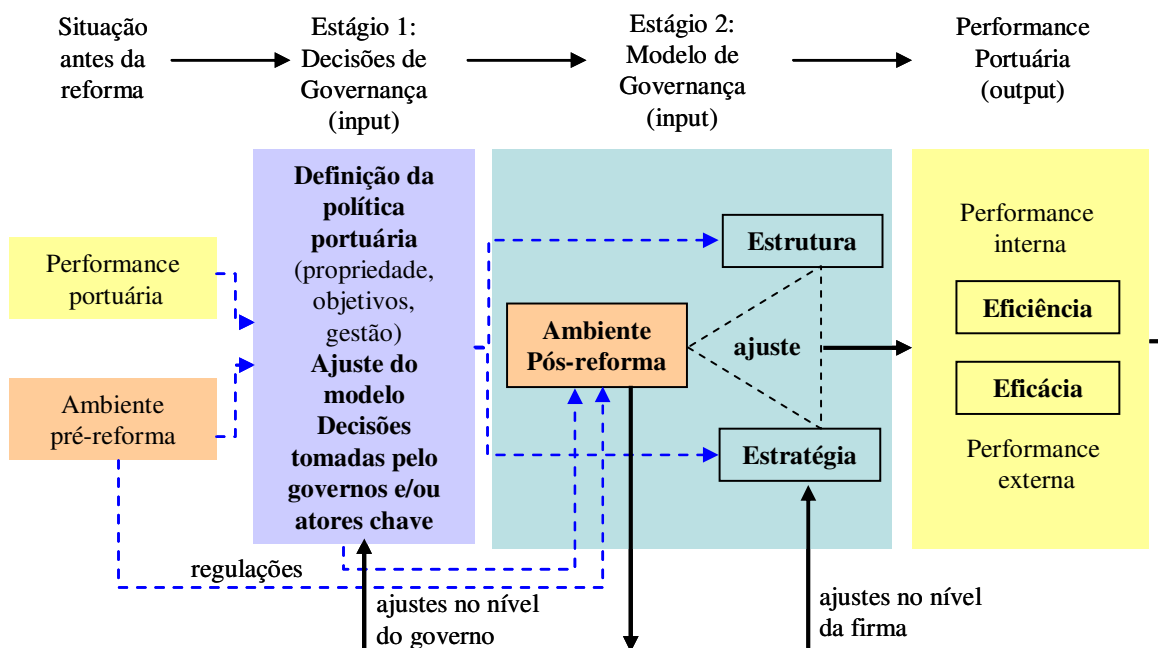 Situação
antes da
reforma
Estágio 1:
Decisões de
Governança
(input)
Estágio 2:
Modelo de
Governança
(input)
Performance
Portuária
(output)
Performance
portuária
Ambiente
pré-reforma
Definição da
política
portuária
(propriedade,
objetivos,
gestão)
Ajuste do
modelo
Decisões
tomadas pelo
governos e/ou
atores chave
Estrutura
Ambiente
Pós-reforma
ajuste
Estratégia
Performance
interna
Eficiência
Eficácia
Performance
externa
regulações
ajustes no nível
do governo
ajustes no nível
da firma